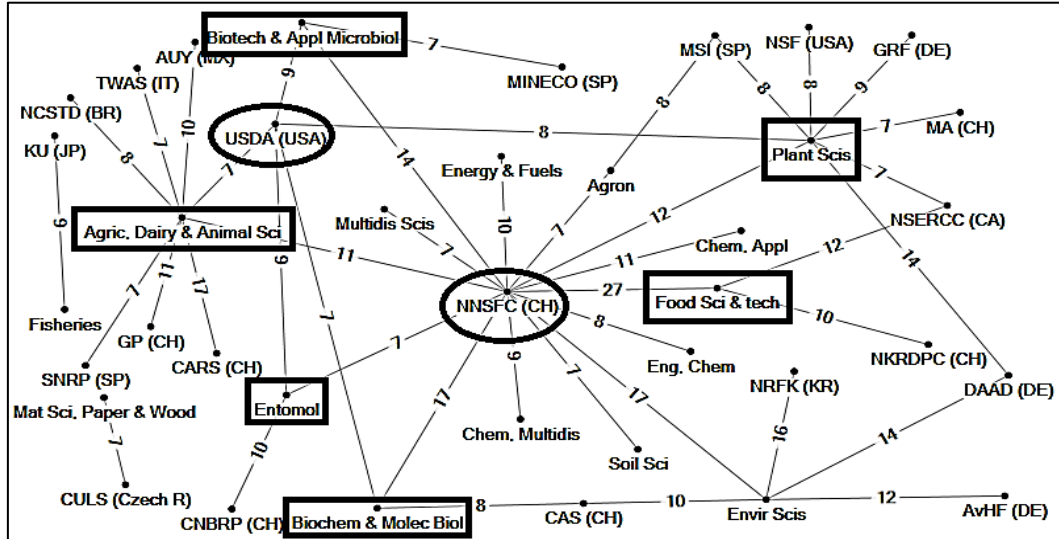 Biotech & Appl Microbiol
7
MINECO (SP)
MSI (SP)
NSF (USA)
GRF (DE)
AUY (MX)
TWAS (IT)
NCSTD (BR)
KU (JP)
9
8
7
10
7
USDA (USA)
6
14
8
8
8
8
9
7
MA (CH)
Plant Scis
7
NSERCC (CA)
Energy & Fuels
10
Agron
7
12
Multidis Scis
7
Chem, Appl
11
12
14
Agric, Dairy & Animal Sci
11
NNSFC (CH)
27
Food Sci & tech
10
NKRDPC (CH)
Fisheries
7
11
17
GP (CH)
CARS (CH)
SNRP (SP)
9
7
7
8
Eng, Chem
NRFK (KR)
DAAD (DE)
Mat Sci, Paper & Wood
7
CULS (Czech R)
Entomol
10
CNBRP (CH)
17
9
Chem, Multidis
7
Soil Sci
17
16
14
Biochem & Molec Biol
8
CAS (CH)
10
Envir Scis
12
AvHF (DE)